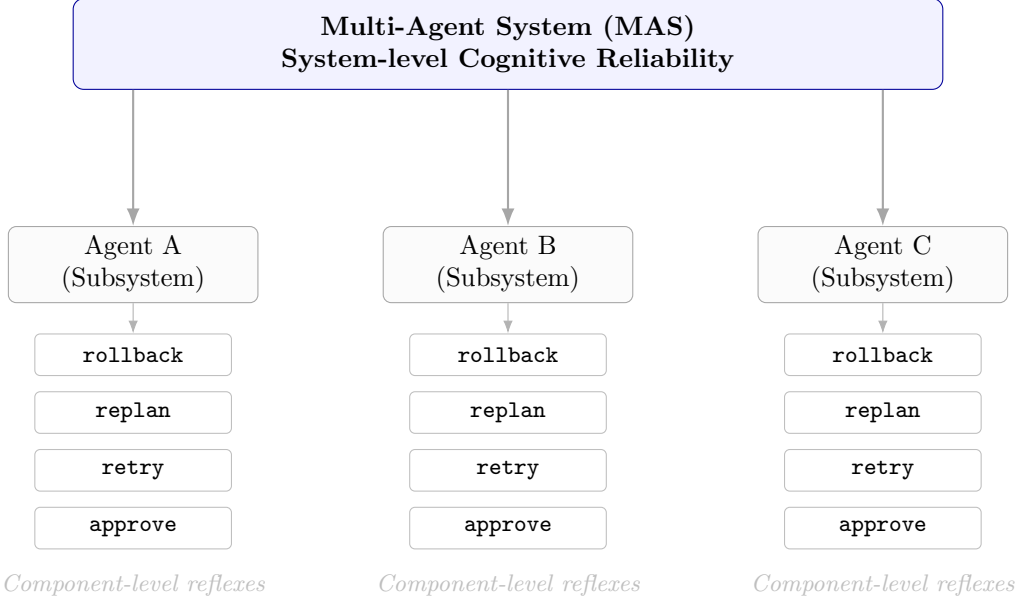 Multi-Agent System (MAS)
System-level Cognitive Reliability
Agent A
(Subsystem)
rollback
replan
retry
approve
Component-level reflexes
Agent B
(Subsystem)
rollback
replan
retry
approve
Component-level reflexes
Agent C
(Subsystem)
rollback
replan
retry
approve
Component-level reflexes